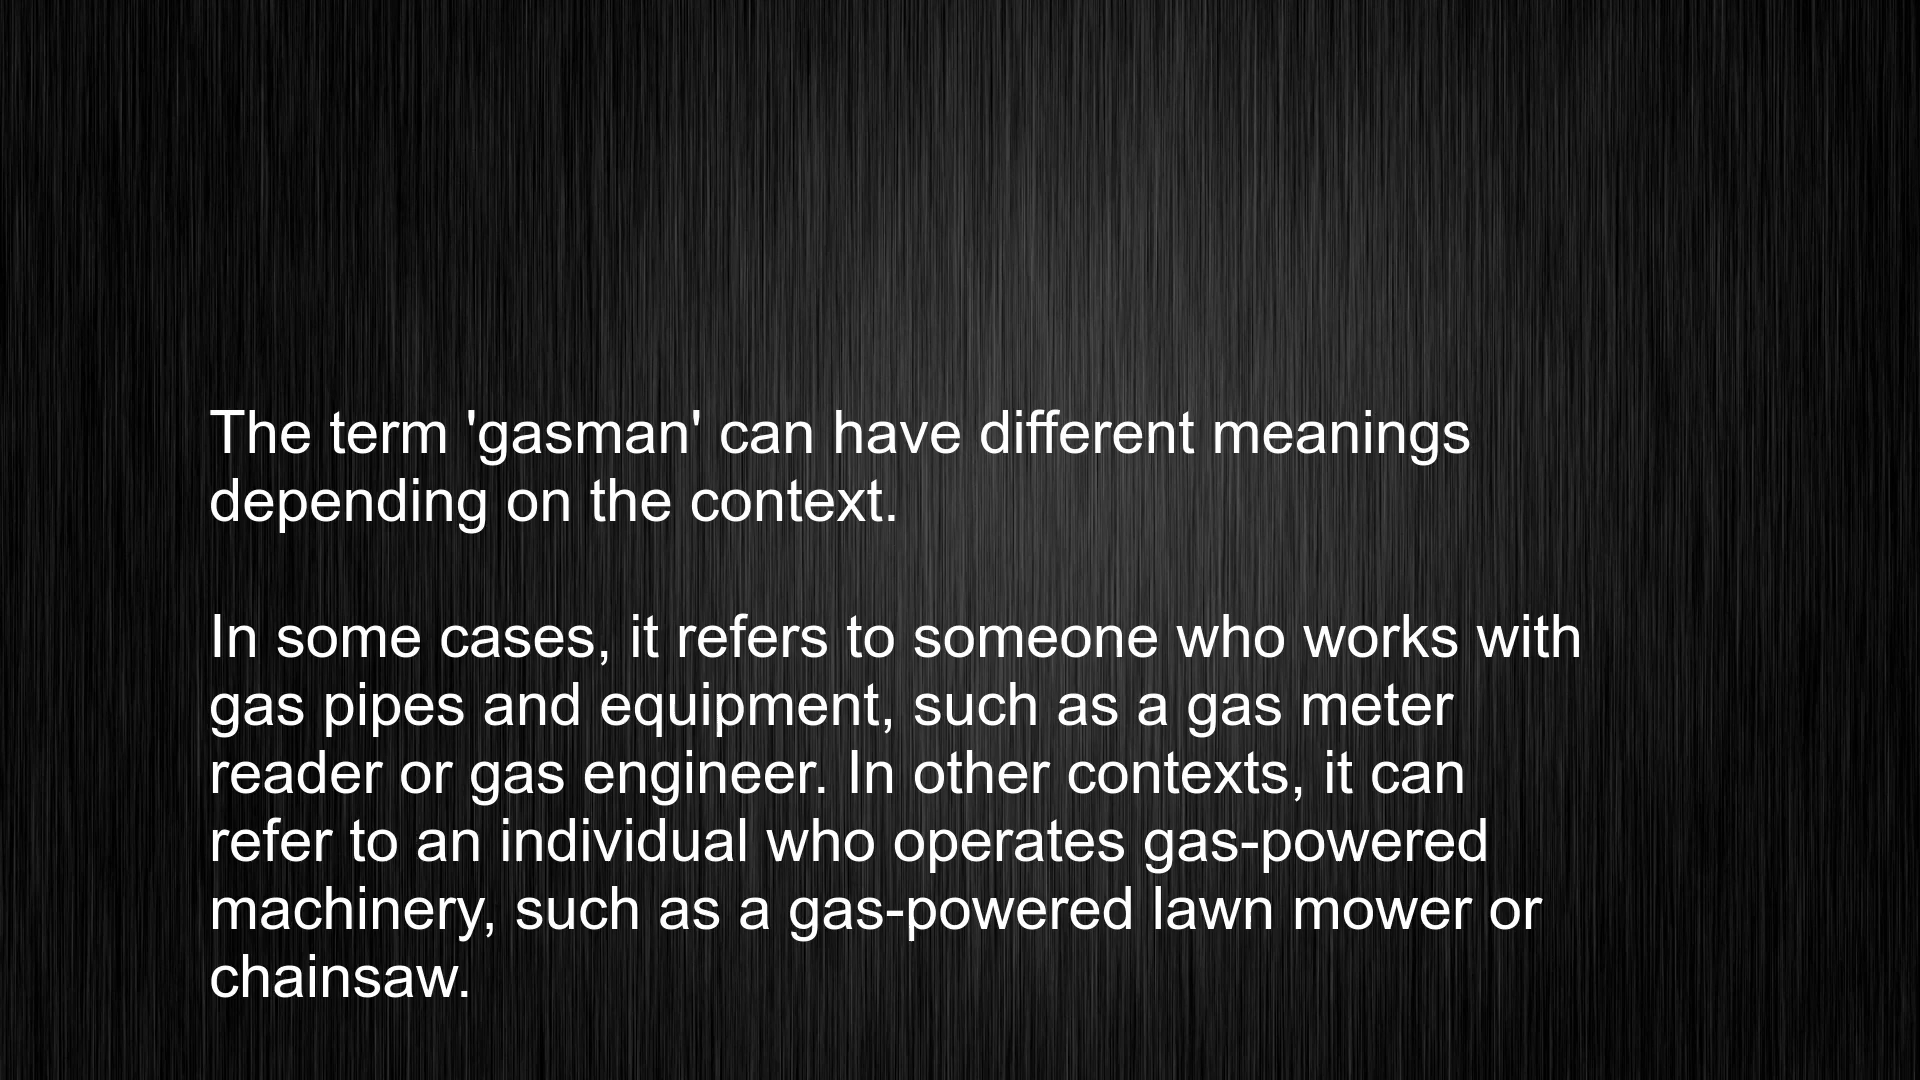 The term 'gasman' can have different meanings
depending on the context.
In some cases, it refers to someone who works with
gas pipes and equipment, such as a gas meter
reader or gas engineer. In other contexts, it can
refer to an individual who operates gas-powered
machinery, such as a gas-powered lawn mower or
chainsaw.